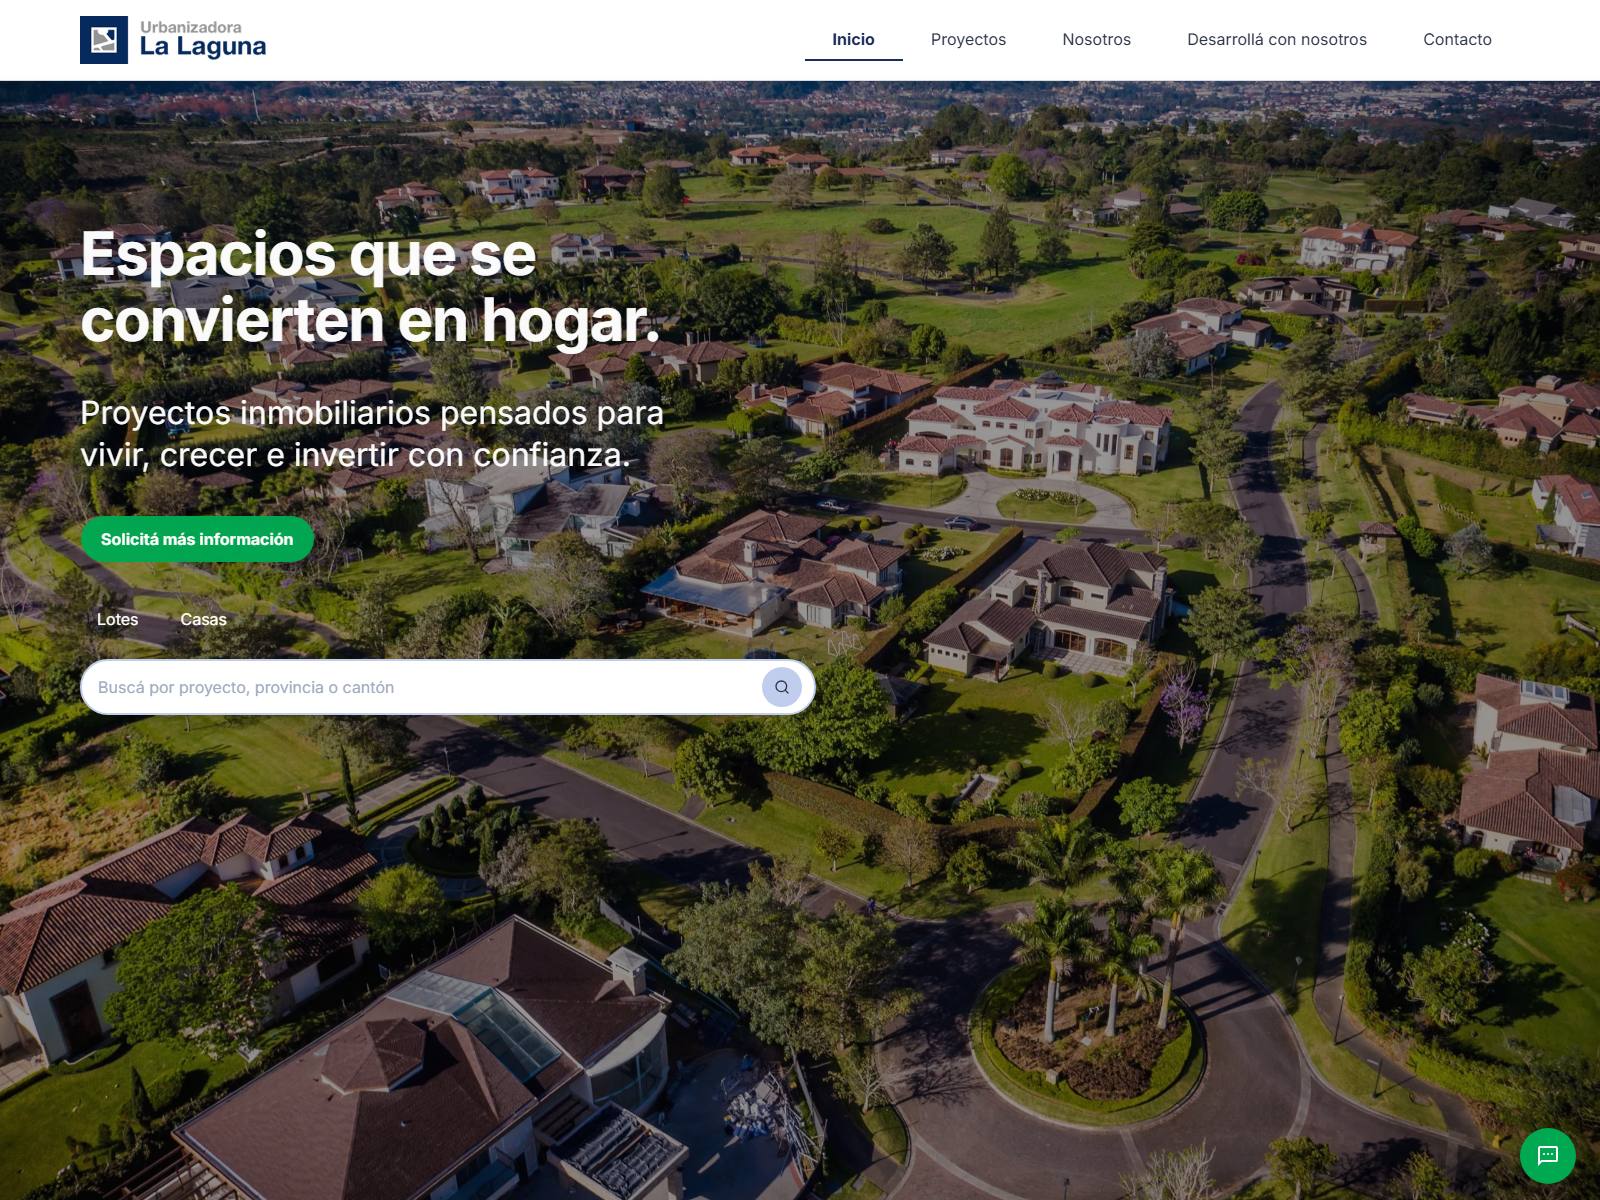 Urbanizadora
La Laguna
Inicio
Proyectos
Nosotros
Desarrollá con nosotros
Contacto
Espacios que se
convierten en hogar.
Proyectos inmobiliarios pensados para
vivir, crecer e invertir con confianza.
Solicitá más información
Lotes
Casas
Buscá por proyecto, provincia o cantón